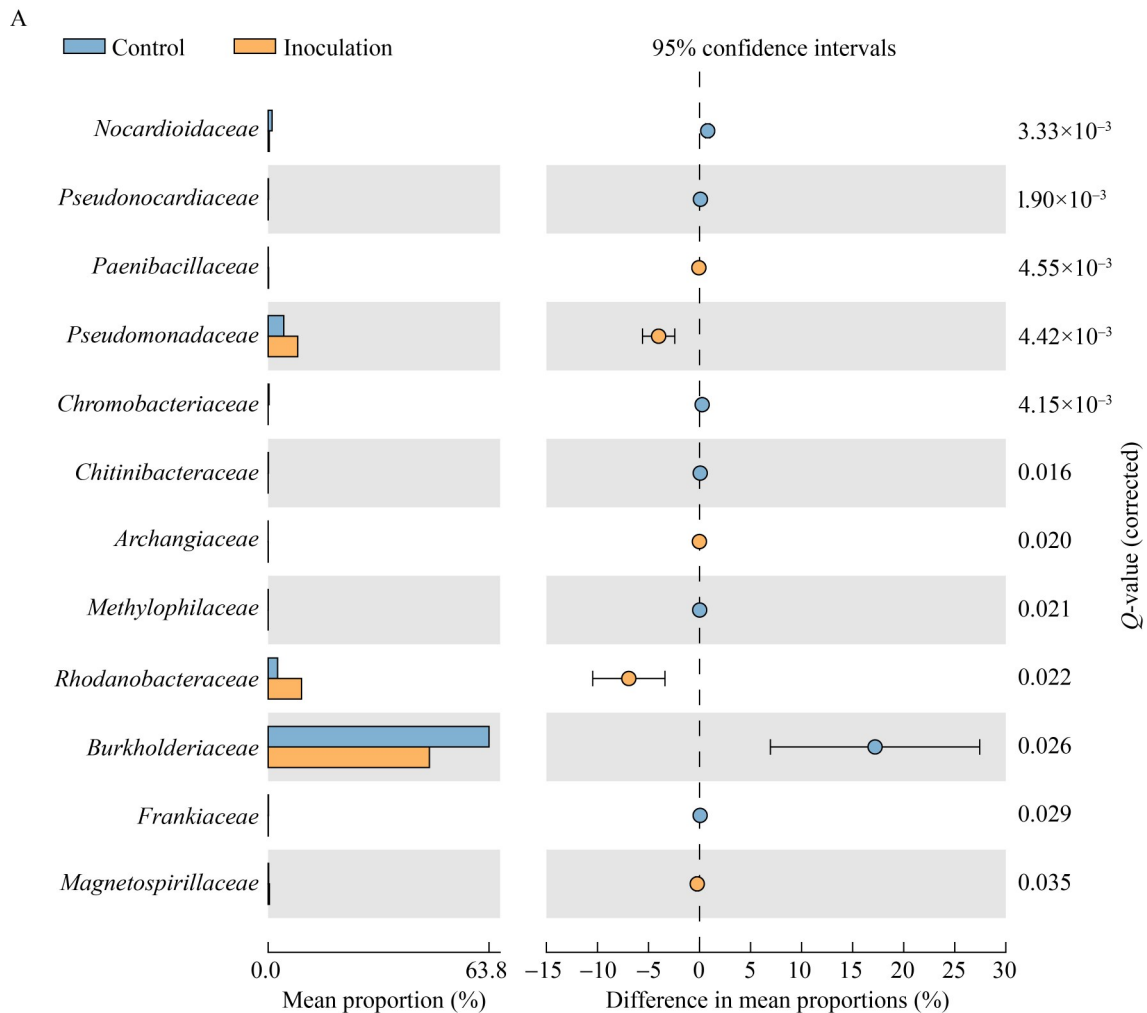 A
Control Inoculation 95% confidence intervals
Nocardioidaceae 3.33×10⁻³
Pseudonocardiaceae 1.90×10⁻³
Paenibacillaceae 4.55×10⁻³
Pseudomonadaceae 4.42×10⁻³
Chromobacteriaceae 4.15×10⁻³
Chitinibacteraceae 0.016
Archangiaceae 0.020
Methylophilaceae 0.021
Rhodanobacteraceae 0.022
Burkholderiaceae 0.026
Frankiaceae 0.029
Magnetospirillaceae 0.035
Q-value (corrected)
0.0 63.8 −15 −10 −5 0 5 10 15 20 25 30
Mean proportion (%) Difference in mean proportions (%)